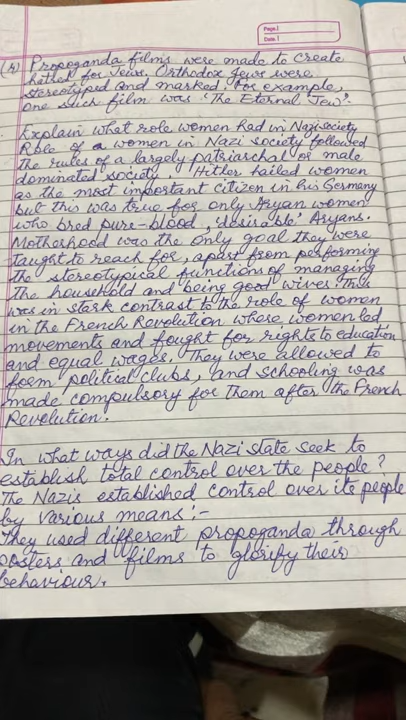 Page:
Date:
(h) Propoganda films were made to create
hatred for Jews. Orthodox Jews were
stereotyped and marked. For example,
one such film was 'The Eternal Jew'.
Explain what role women had in Nazi society
Role of a women in Nazi society followed
the rules of a largely patriarchal or male
dominated society. Hitler hailed women
as the most important citizen in his Germany
but this was true for only Aryan women
who bred pure-blood, 'desirable' Aryans.
Motherhood was the only goal they were
taught to reach for, apart from performing
the stereotypical functions of managing
the household and being good wives. This
was in stark contrast to the role of women
in the French Revolution where women led
movements and fought for rights to education
and equal wages. They were allowed to
form political clubs, and schooling was
made compulsory for them after the French
Revolution.
In what ways did the Nazi state seek to
establish total control over the people?
The Nazis established control over its people
by various means:-
They used different propoganda through
posters and films to glorify their
behaviour.